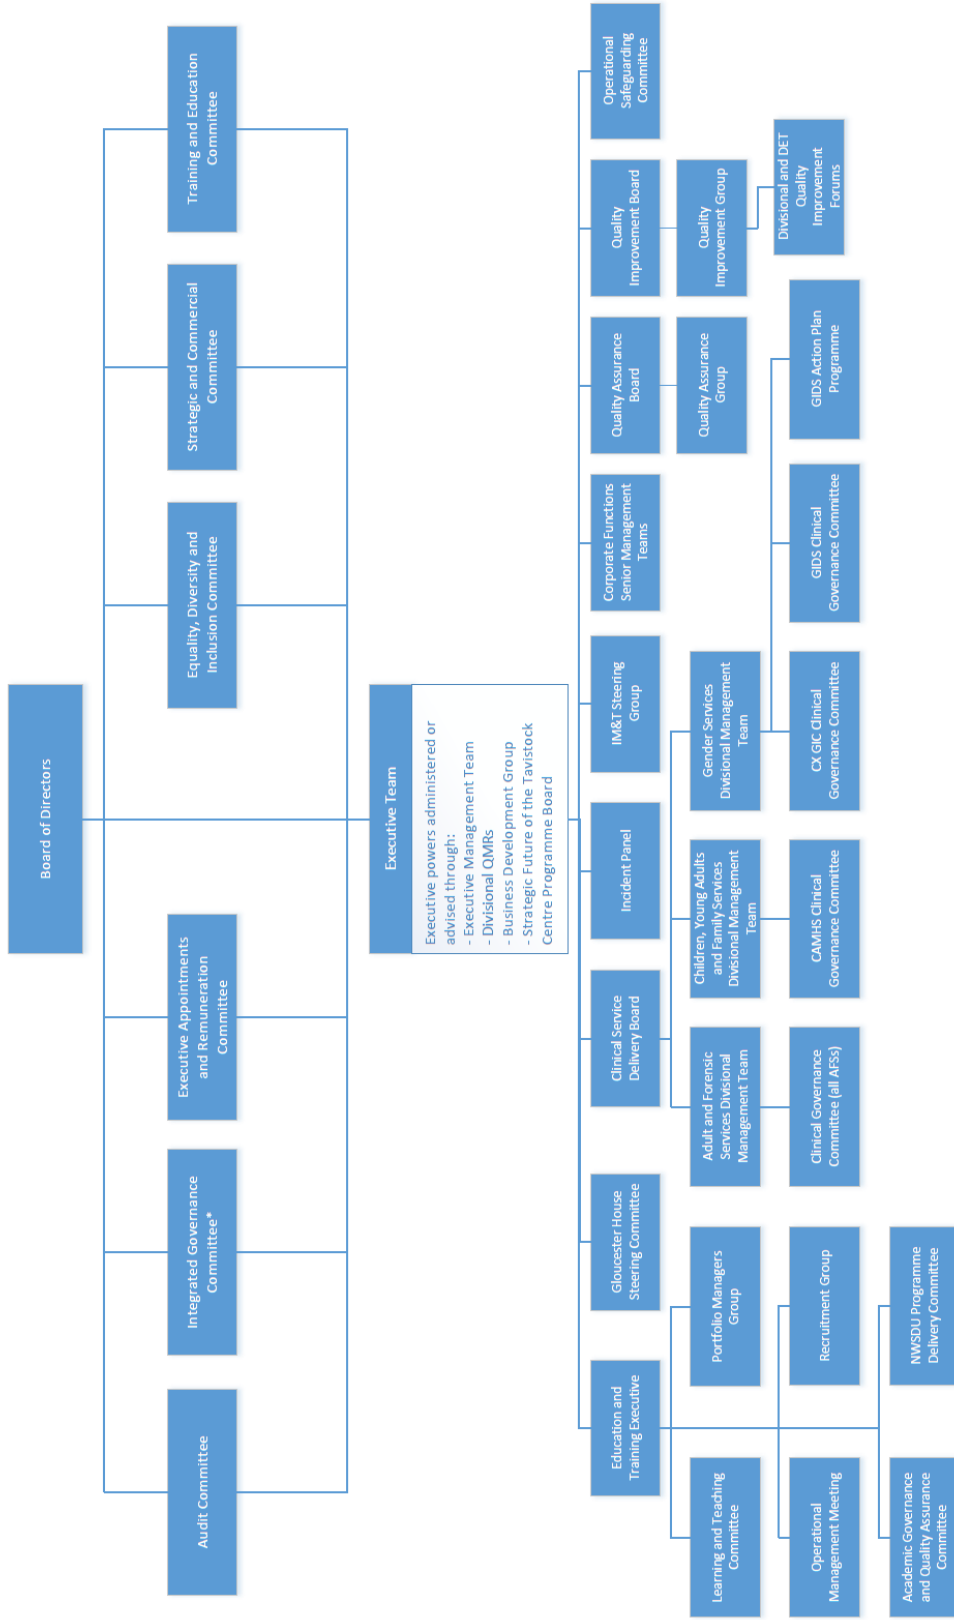 Board of Directors
Audit Committee
Integrated Governance
Committee*
Executive Appointments
and Remuneration
Committee
Equality, Diversity and
Inclusion Committee
Strategic and Commercial
Committee
Training and Education
Committee
Executive Team
Executive powers administered or
advised through:
- Executive Management Team
- Divisional QMRs
- Business Development Group
- Strategic Future of the Tavistock
Centre Programme Board
Education and
Training Executive
Gloucester House
Steering Committee
Clinical Service
Delivery Board
Incident Panel
IM&T Steering
Group
Corporate Functions
Senior Management
Teams
Quality Assurance
Board
Quality
Improvement Board
Operational
Safeguarding
Committee
Learning and Teaching
Committee
Portfolio Managers
Group
Adult and Forensic
Services Divisional
Management Team
Children, Young Adults
and Family Services
Divisional Management
Team
Gender Services
Divisional Management
Team
Quality Assurance
Group
Quality
Improvement Group
Operational
Management Meeting
Recruitment Group
Clinical Governance
Committee (all AFSs)
CAMHS Clinical
Governance Committee
CX GIC Clinical
Governance Committee
GIDS Clinical
Governance Committee
GIDS Action Plan
Programme
Divisional and DET
Quality
Improvement
Forums
Academic Governance
and Quality Assurance
Committee
NWSDU Programme
Delivery Committee